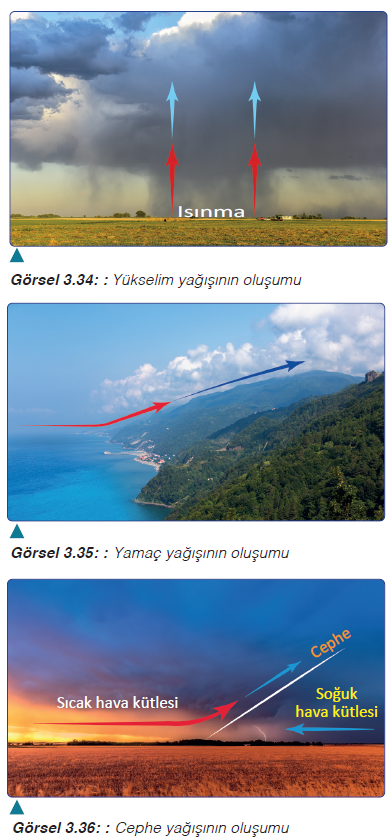 Isınma
Görsel 3.34: : Yükselim yağışının oluşumu
Görsel 3.35: : Yamaç yağışının oluşumu
Cephe
Sıcak hava kütlesi
Soğuk
hava kütlesi
Görsel 3.36: : Cephe yağışının oluşumu